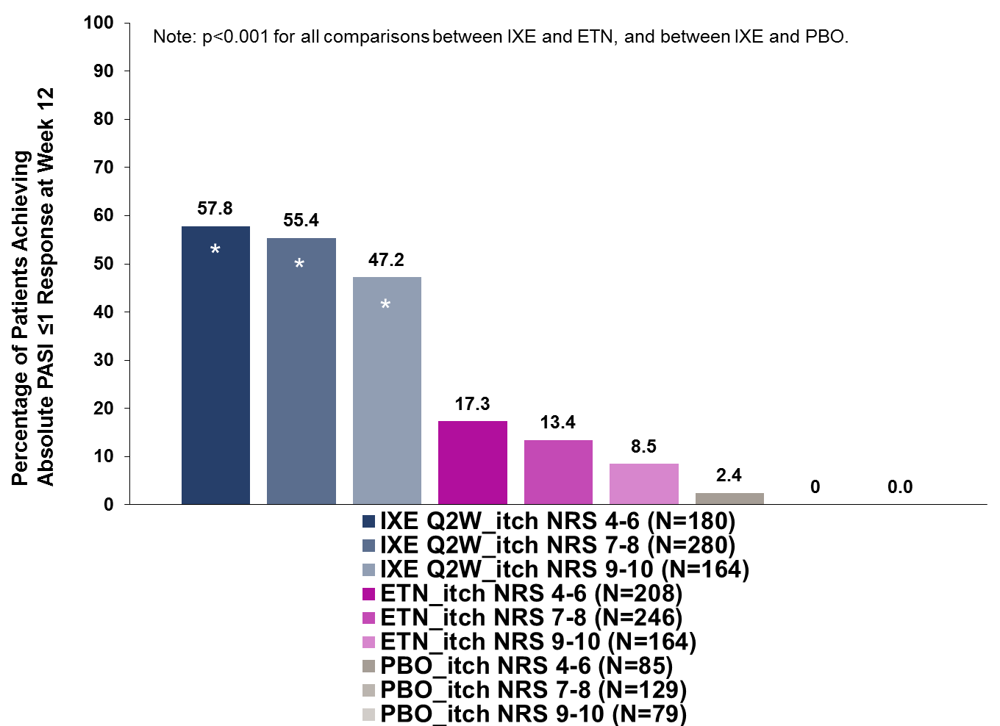 Note: p<0.001 for all comparisons between IXE and ETN, and between IXE and PBO.
Percentage of Patients Achieving
Absolute PASI ≤1 Response at Week 12
100
90
80
70
60
50
40
30
20
10
0
57.8
*
55.4
*
47.2
*
17.3
13.4
8.5
2.4
0
0.0
IXE Q2W_itch NRS 4-6 (N=180)
IXE Q2W_itch NRS 7-8 (N=280)
IXE Q2W_itch NRS 9-10 (N=164)
ETN_itch NRS 4-6 (N=208)
ETN_itch NRS 7-8 (N=246)
ETN_itch NRS 9-10 (N=164)
PBO_itch NRS 4-6 (N=85)
PBO_itch NRS 7-8 (N=129)
PBO_itch NRS 9-10 (N=79)